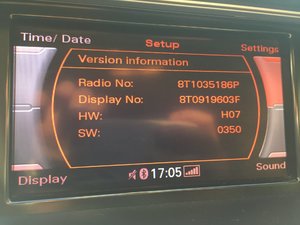 Time/ Date Setup Settings
Version information
Radio No: 8T1035186P
Display No: 8T0919603F
HW: H07
SW: 0350
Display 17:05 Sound